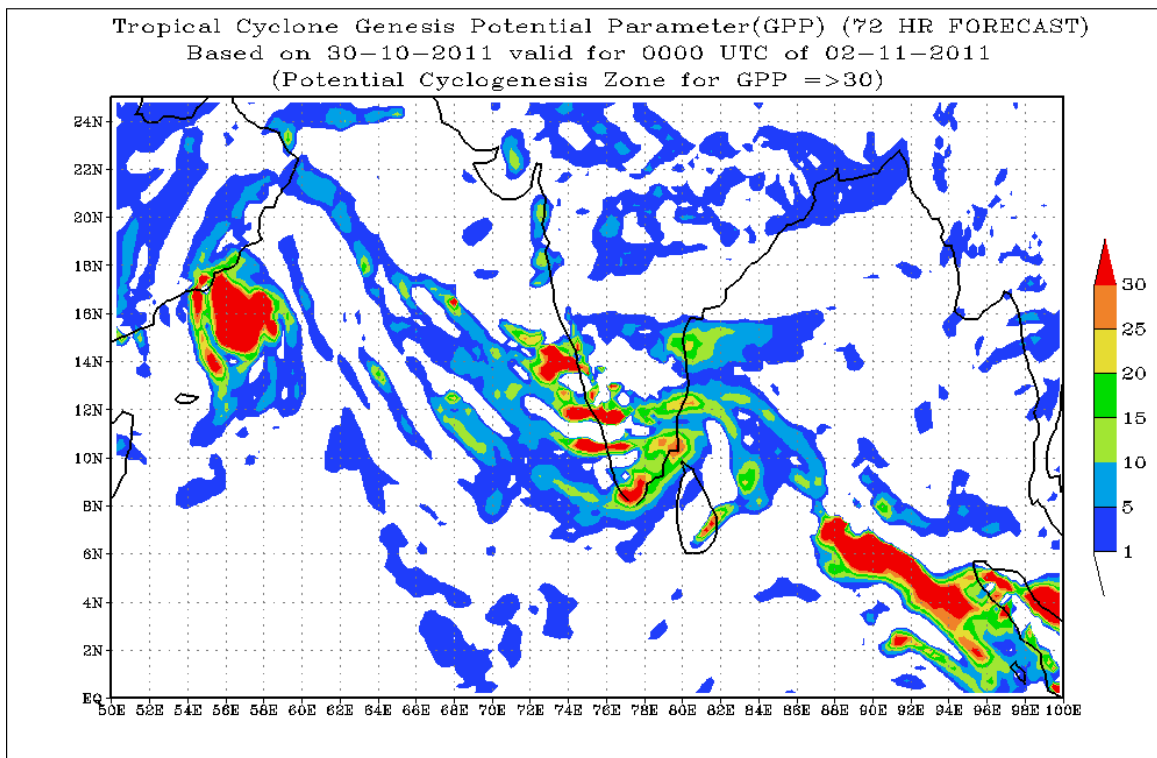 Tropical Cyclone Genesis Potential Parameter(GPP) (72 HR FORECAST)
Based on 30-10-2011 valid for 0000 UTC of 02-11-2011
(Potential Cyclogenesis Zone for GPP =>30)
24N
22N
20N
18N
16N
14N
12N
10N
8N
6N
4N
2N
EQ
50E 52E 54E 56E 58E 60E 62E 64E 66E 68E 70E 72E 74E 76E 78E 80E 82E 84E 86E 88E 90E 92E 94E 96E 98E 100E
30
25
20
15
10
5
1